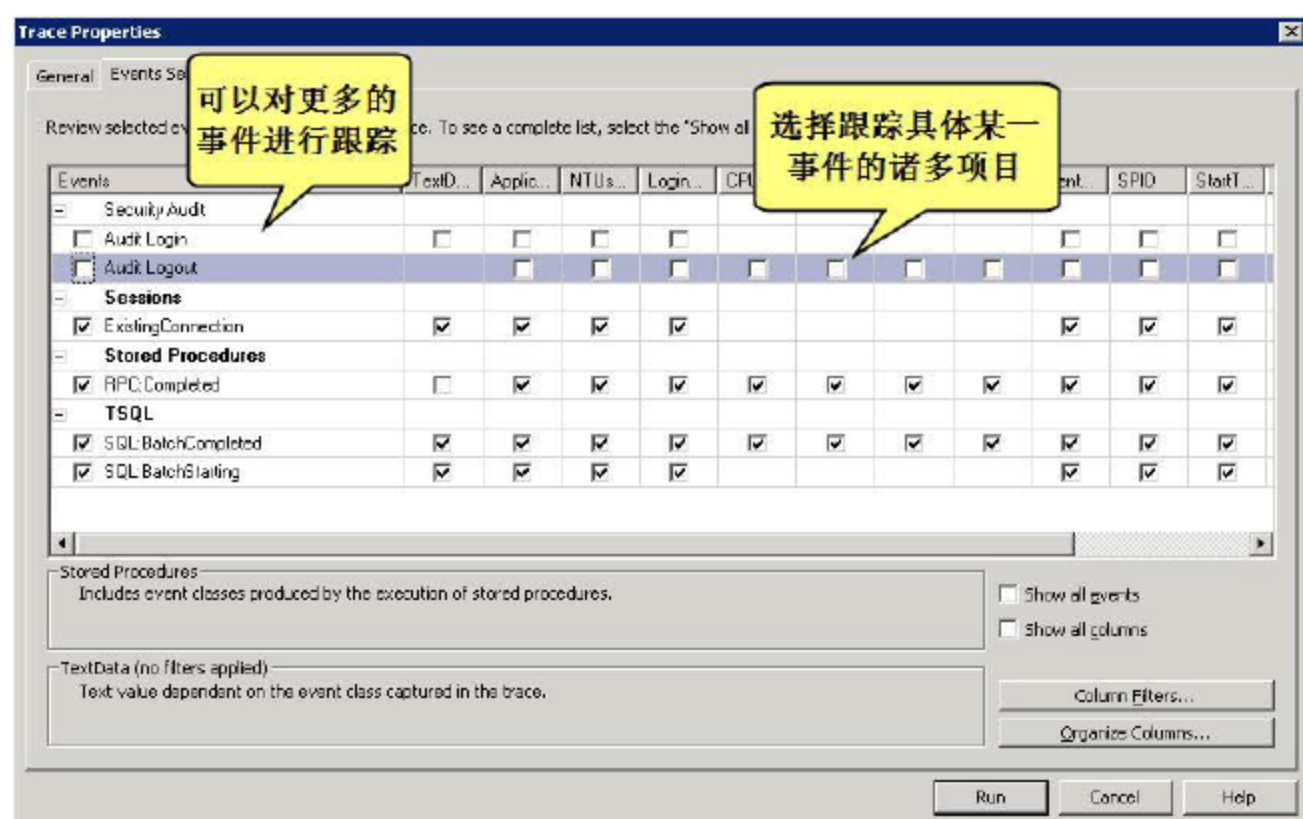 Trace Properties
General Events Se
可以对更多的
事件进行跟踪
选择跟踪具体某一
事件的诸多项目
Review selected ev ce. To see a complete list, select the "Show all
Events TextD... Applic... NTUs... Login... CPU ent... SPID StartT...
Security Audit
Audit Login
Audit Logout
Sessions
ExistingConnection
Stored Procedures
RPC:Completed
TSQL
SQL:BatchCompleted
SQL:BatchStarting
Stored Procedures
Includes event classes produced by the execution of stored procedures.
Show all events
Show all columns
TextData (no filters applied)
Text value dependent on the event class captured in the trace.
Column Filters...
Organize Columns...
Run Cancel Help